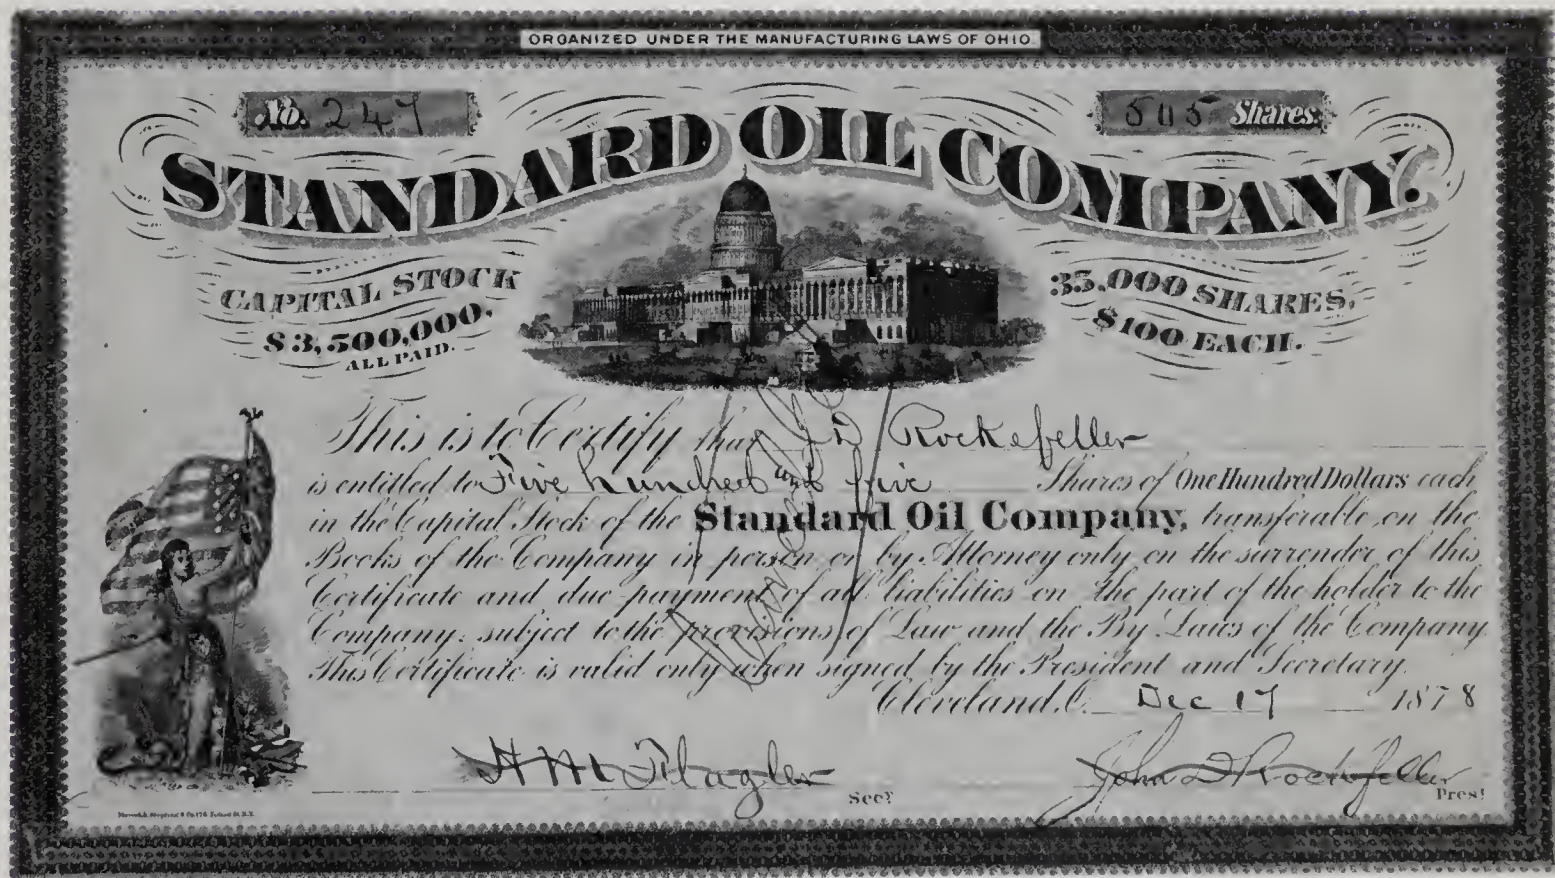 ORGANIZED UNDER THE MANUFACTURING LAWS OF OHIO.
No. 247
505 Shares.
STANDARD OIL COMPANY.
CAPITAL STOCK
$3,500,000.
ALL PAID.
35,000 SHARES,
$100 EACH.
This is to Certify that J D Rockefeller
is entitled to Five hundred and five Shares of One Hundred Dollars each
in the Capital Stock of the Standard Oil Company, transferable on the
Books of the Company in person or by Attorney only on the surrender of this
Certificate and due payment of all liabilities on the part of the holder to the
Company, subject to the provisions of Law and the By Laws of the Company.
This Certificate is valid only when signed by the President and Secretary.
Cleveland, O. Dec 17 1878
H M Flagler Secy
John D Rockefeller Prest